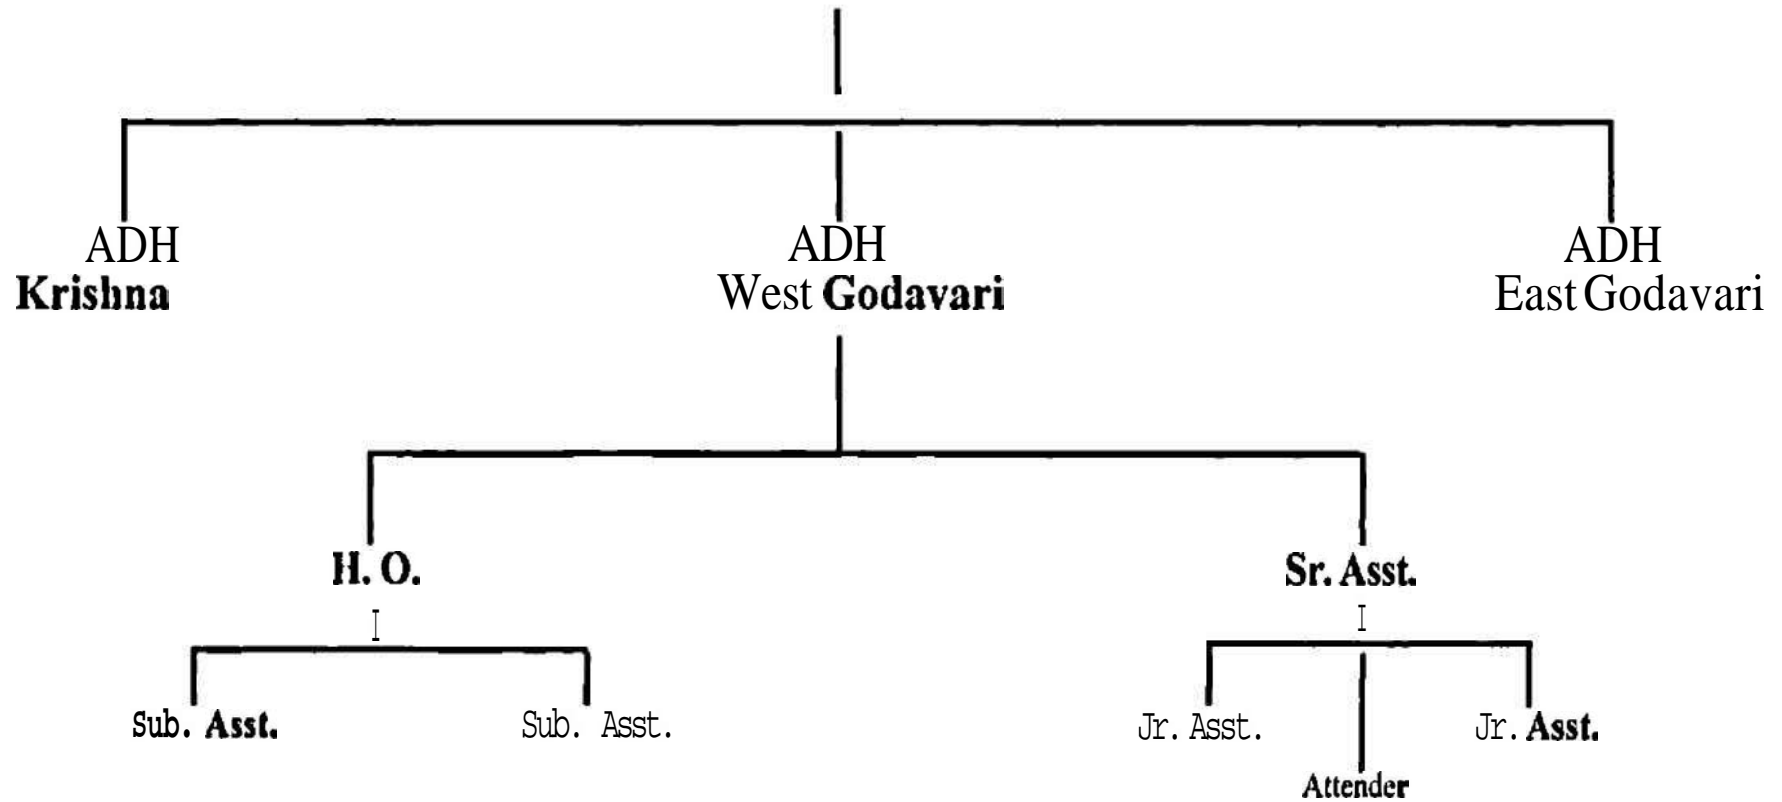 ADH
Krishna
ADH
West Godavari
ADH
East Godavari
H. O.
Sr. Asst.
Sub. Asst.
Sub. Asst.
Jr. Asst.
Jr. Asst.
Attender